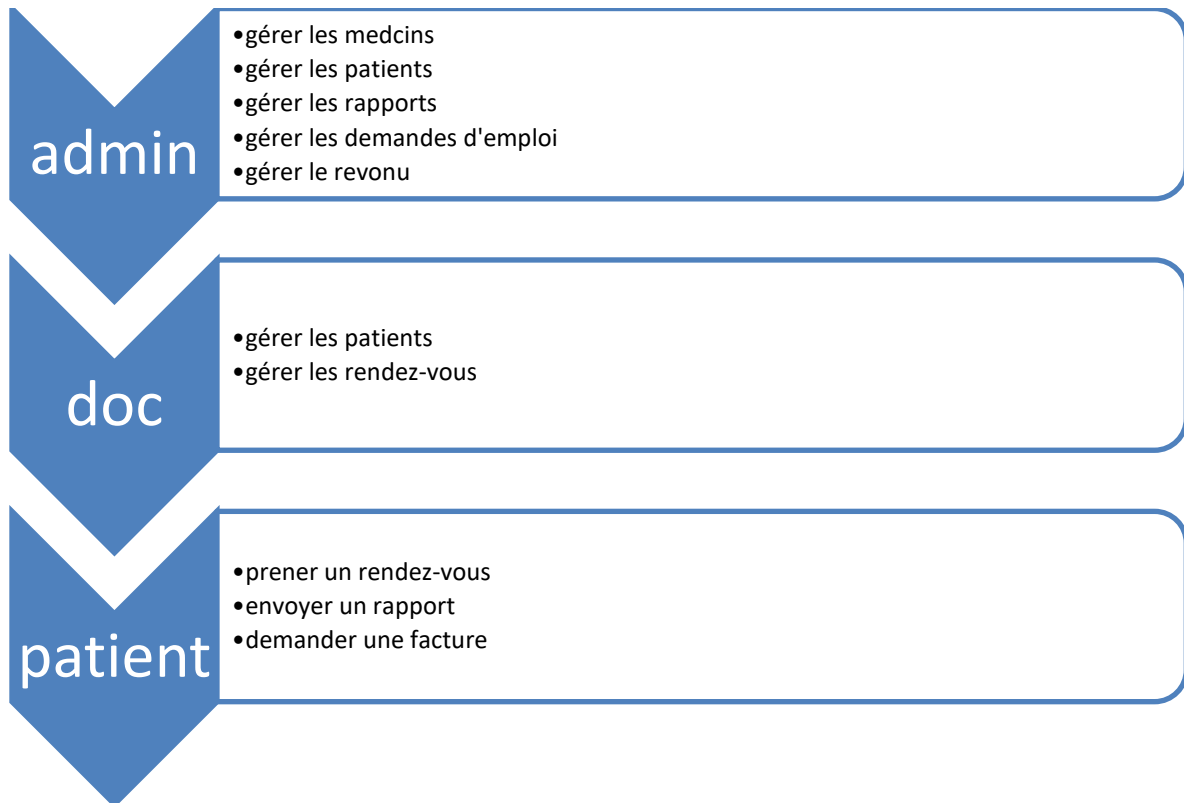 admin
•gérer les medcins
•gérer les patients
•gérer les rapports
•gérer les demandes d'emploi
•gérer le revonu
doc
•gérer les patients
•gérer les rendez-vous
patient
•prener un rendez-vous
•envoyer un rapport
•demander une facture